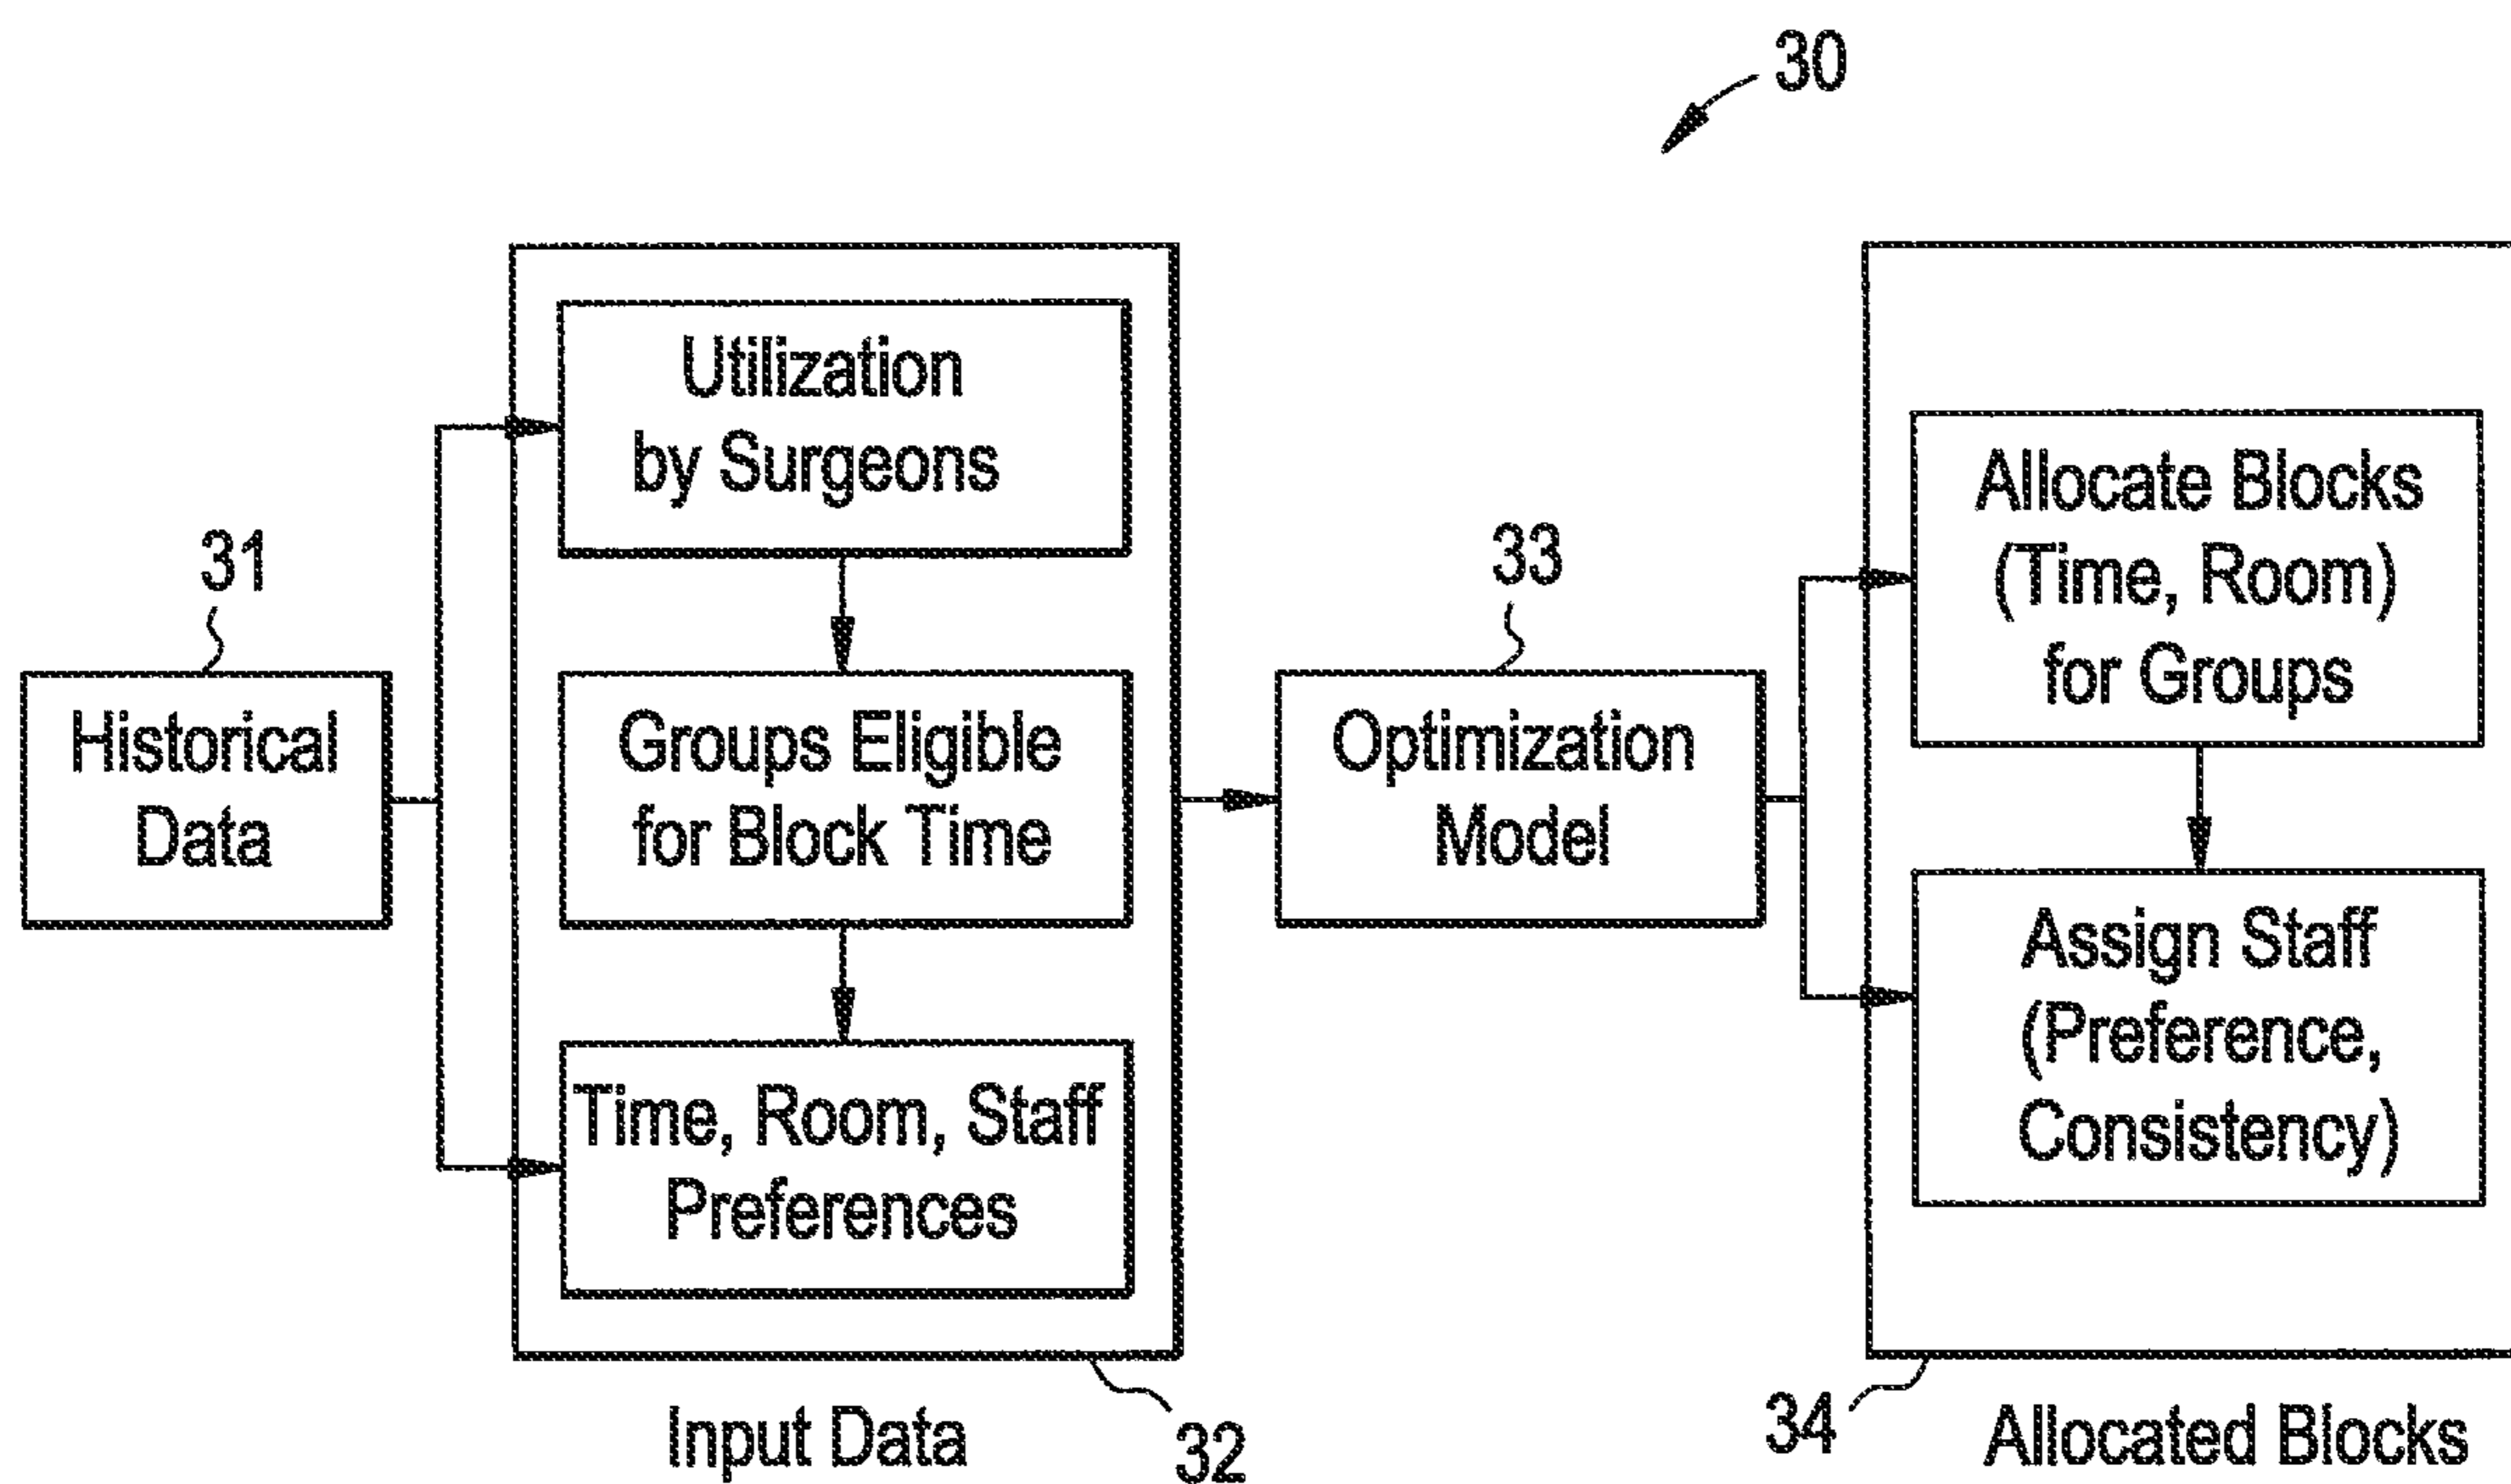 30
31
Historical
Data
Utilization
by Surgeons
Groups Eligible
for Block Time
Time, Room, Staff
Preferences
Input Data
32
33
Optimization
Model
Allocate Blocks
(Time, Room)
for Groups
Assign Staff
(Preference,
Consistency)
34
Allocated Blocks